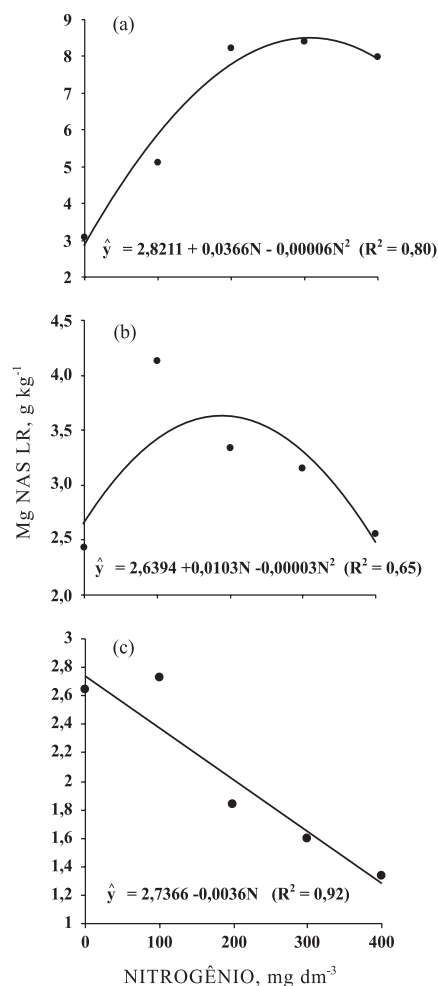 (a)
9
8
7
6
5
4
3
2
ŷ = 2,8211 + 0,0366N - 0,00006N² (R² = 0,80)
(b)
4,5
4,0
3,5
3,0
2,5
2,0
ŷ = 2,6394 +0,0103N -0,00003N² (R² = 0,65)
Mg NAS LR, g kg⁻¹
(c)
3
2,8
2,6
2,4
2,2
2
1,8
1,6
1,4
1,2
1
ŷ = 2,7366 -0,0036N (R² = 0,92)
0 100 200 300 400
NITROGÊNIO, mg dm⁻³